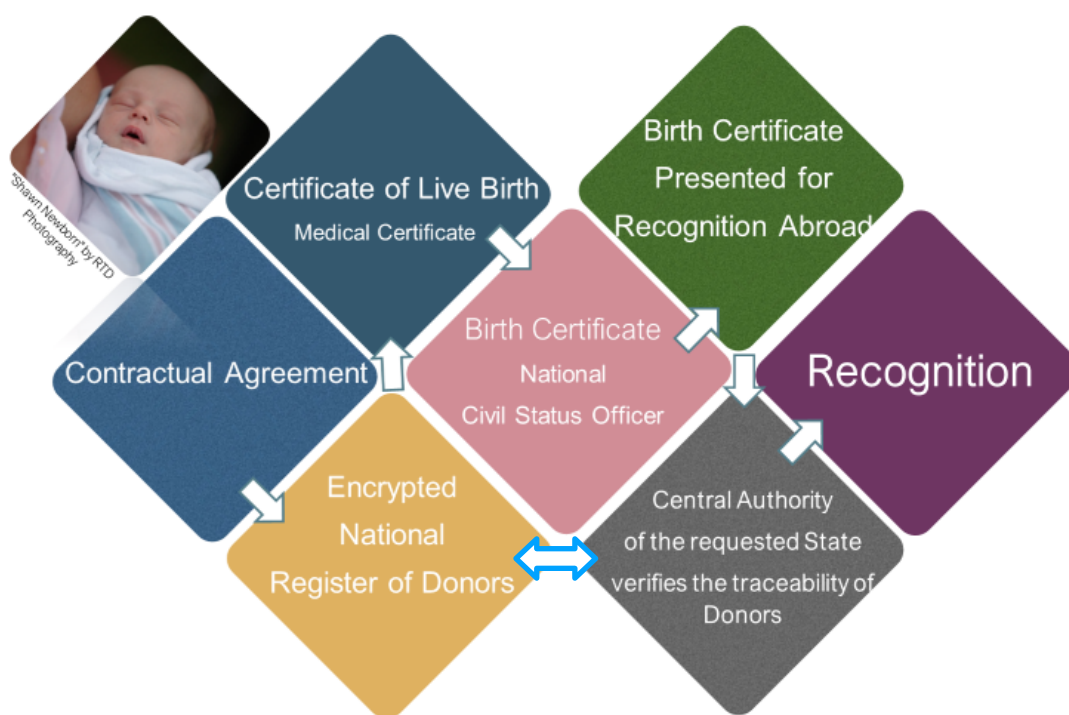 "Shawn Newborn" by RTD
Photography
Certificate of Live Birth
Medical Certificate
Birth Certificate
Presented for
Recognition Abroad
Contractual Agreement
Birth Certificate
National
Civil Status Officer
Recognition
Encrypted
National
Register of Donors
Central Authority
of the requested State
verifies the traceability of
Donors